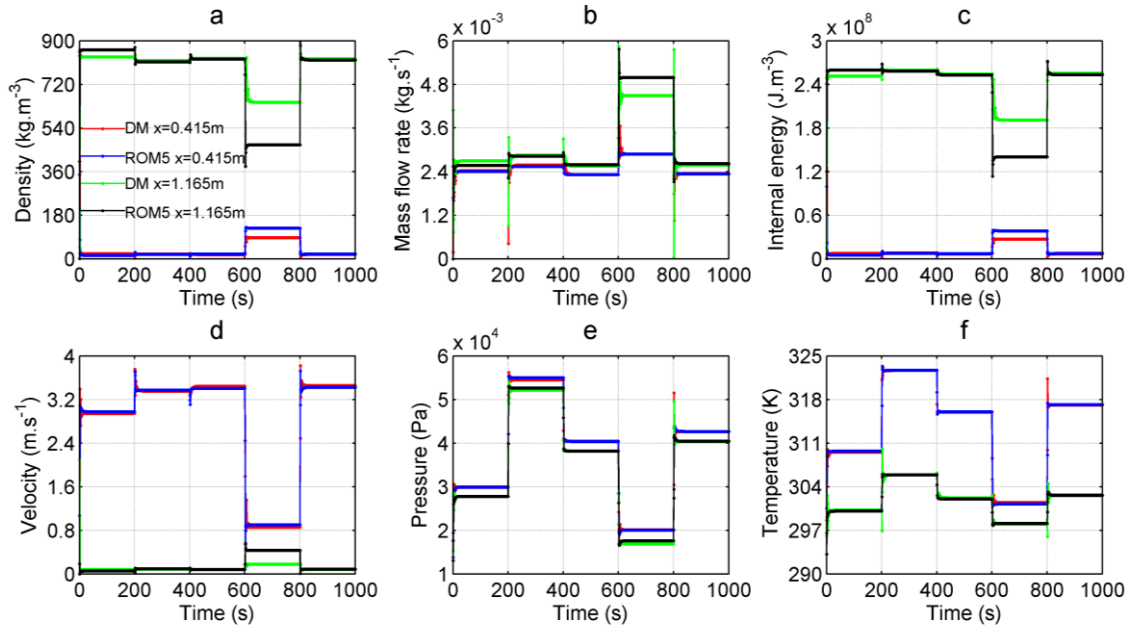 a
900
720
540
360
180
0
Density (kg.m⁻³)
DM x=0.415m
ROM5 x=0.415m
DM x=1.165m
ROM5 x=1.165m
0 200 400 600 800 1000
Time (s)
b
x 10⁻³
6
4.8
3.6
2.4
1.2
0
Mass flow rate (kg.s⁻¹)
0 200 400 600 800 1000
Time (s)
c
x 10⁸
3
2.4
1.8
1.2
0.6
0
Internal energy (J.m⁻³)
0 200 400 600 800 1000
Time (s)
d
4
3.2
2.4
1.6
0.8
0
Velocity (m.s⁻¹)
0 200 400 600 800 1000
Time (s)
e
x 10⁴
6
5
4
3
2
1
Pressure (Pa)
0 200 400 600 800 1000
Time (s)
f
325
318
311
304
297
290
Temperature (K)
0 200 400 600 800 1000
Time (s)